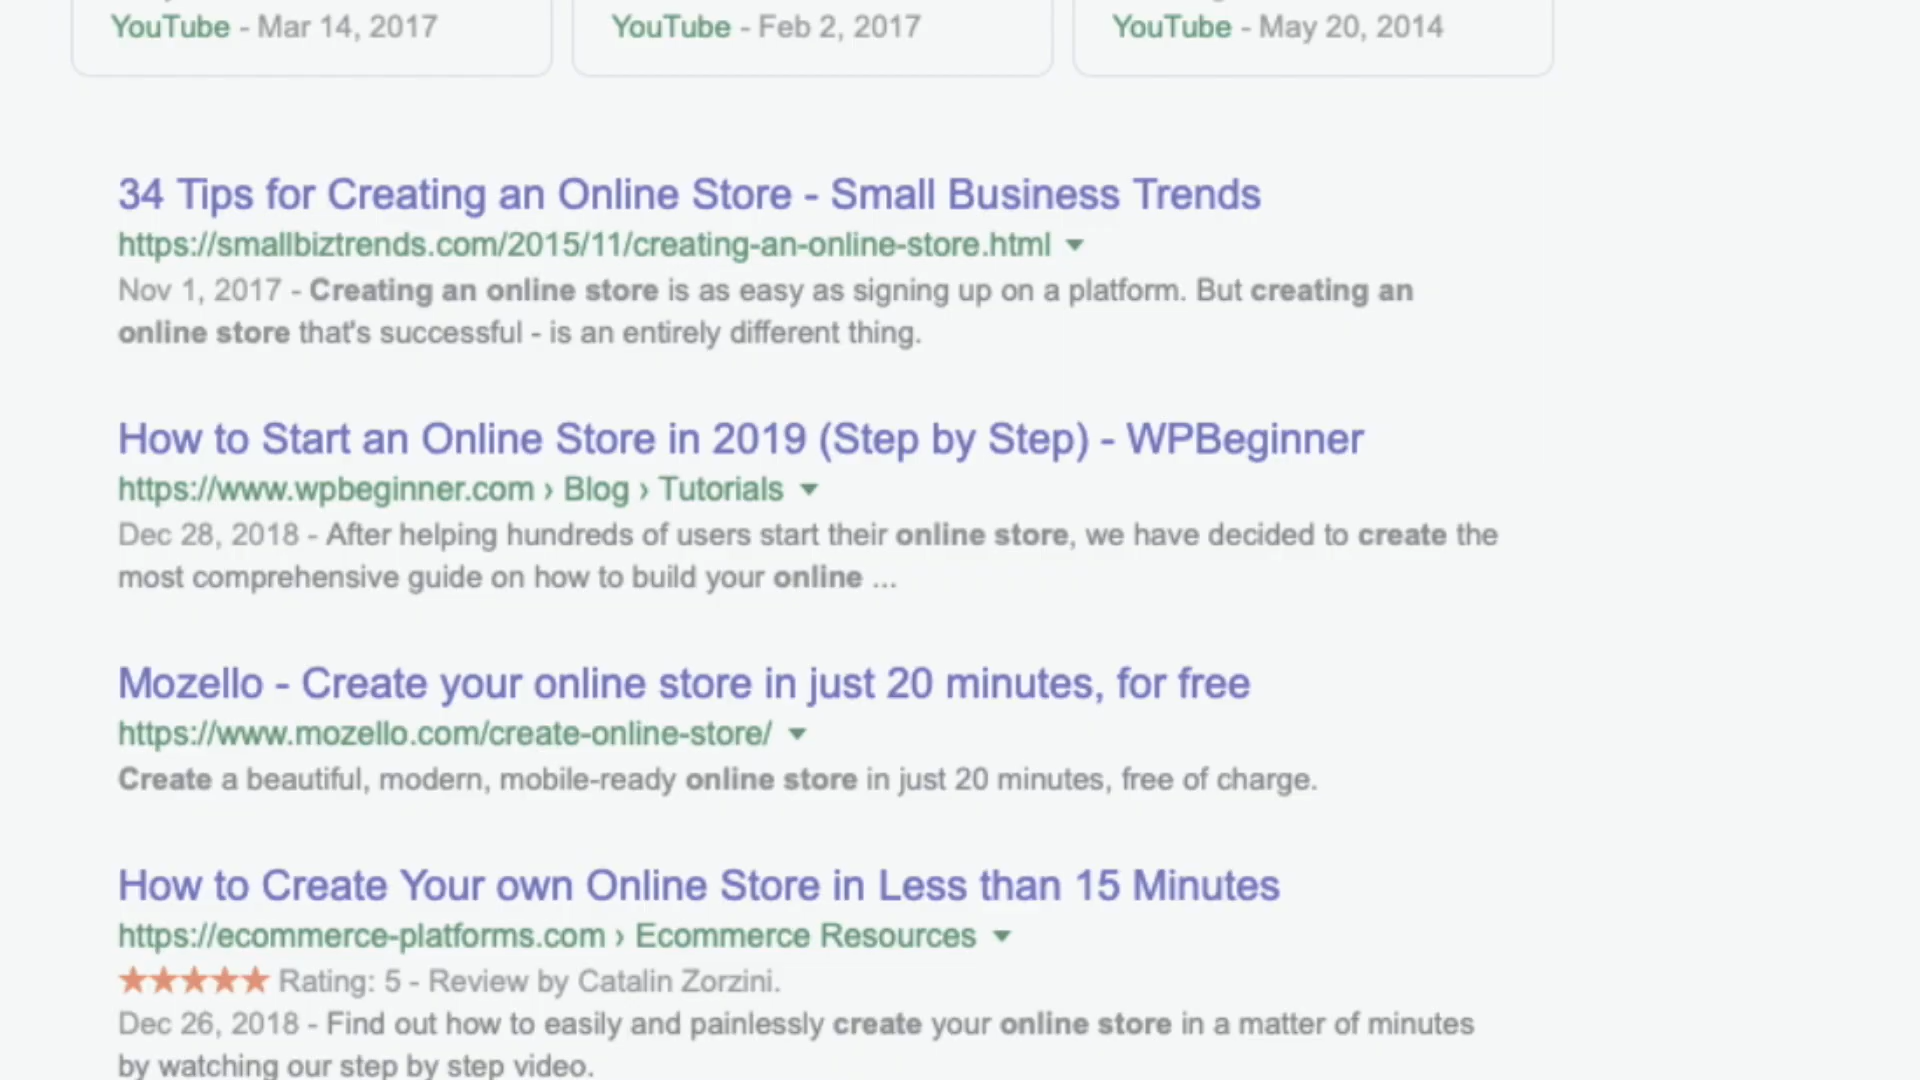 YouTube - Mar 14, 2017
YouTube - Feb 2, 2017
YouTube - May 20, 2014
34 Tips for Creating an Online Store - Small Business Trends
https://smallbiztrends.com/2015/11/creating-an-online-store.html
Nov 1, 2017 - Creating an online store is as easy as signing up on a platform. But creating an
online store that's successful - is an entirely different thing.
How to Start an Online Store in 2019 (Step by Step) - WPBeginner
https://www.wpbeginner.com › Blog › Tutorials
Dec 28, 2018 - After helping hundreds of users start their online store, we have decided to create the
most comprehensive guide on how to build your online ...
Mozello - Create your online store in just 20 minutes, for free
https://www.mozello.com/create-online-store/
Create a beautiful, modern, mobile-ready online store in just 20 minutes, free of charge.
How to Create Your own Online Store in Less than 15 Minutes
https://ecommerce-platforms.com › Ecommerce Resources
Rating: 5 - Review by Catalin Zorzini.
Dec 26, 2018 - Find out how to easily and painlessly create your online store in a matter of minutes
by watching our step by step video.